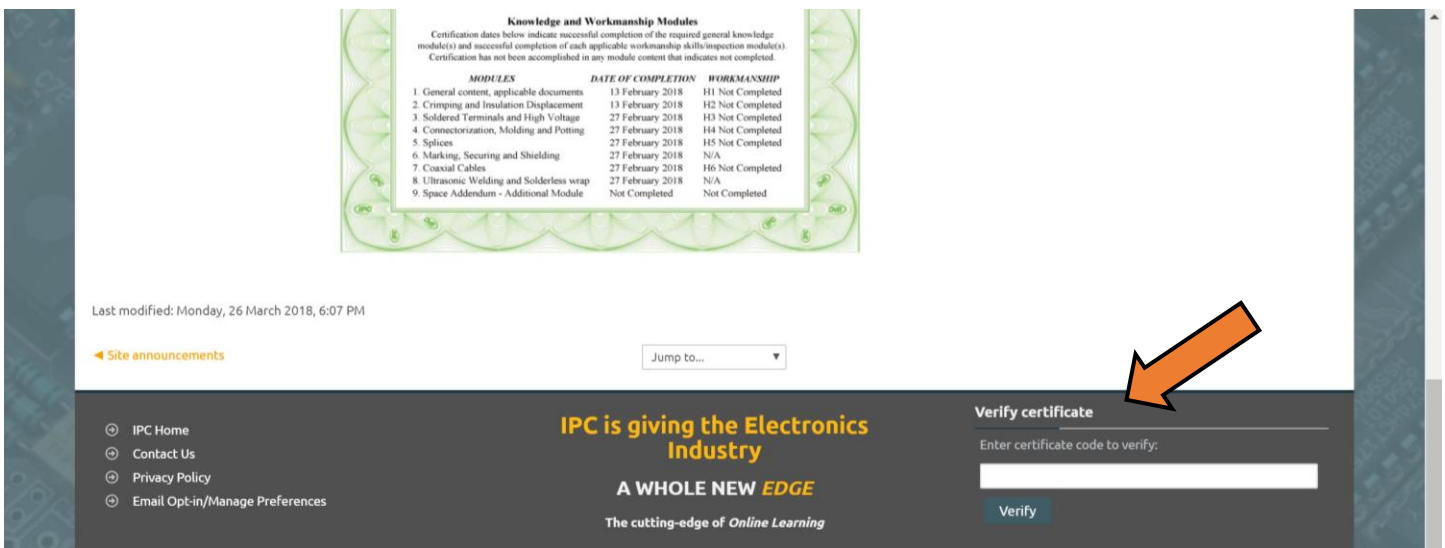 Knowledge and Workmanship Modules
Certification dates below indicate successful completion of the required general knowledge
module(s) and successful completion of each applicable workmanship skills/inspection module(s).
Certification has not been accomplished in any module content that indicates not completed.
MODULES DATE OF COMPLETION WORKMANSHIP
1. General content, applicable documents 13 February 2018 H1 Not Completed
2. Crimping and Insulation Displacement 13 February 2018 H2 Not Completed
3. Soldered Terminals and High Voltage 27 February 2018 H3 Not Completed
4. Connectorization, Molding and Potting 27 February 2018 H4 Not Completed
5. Splices 27 February 2018 H5 Not Completed
6. Marking, Securing and Shielding 27 February 2018 N/A
7. Coaxial Cables 27 February 2018 H6 Not Completed
8. Ultrasonic Welding and Solderless wrap 27 February 2018 N/A
9. Space Addendum - Additional Module Not Completed Not Completed
IPC
Last modified: Monday, 26 March 2018, 6:07 PM
◄ Site announcements
Jump to...
IPC Home
Contact Us
Privacy Policy
Email Opt-in/Manage Preferences
IPC is giving the Electronics
Industry
A WHOLE NEW EDGE
The cutting-edge of Online Learning
Verify certificate
Enter certificate code to verify:
Verify